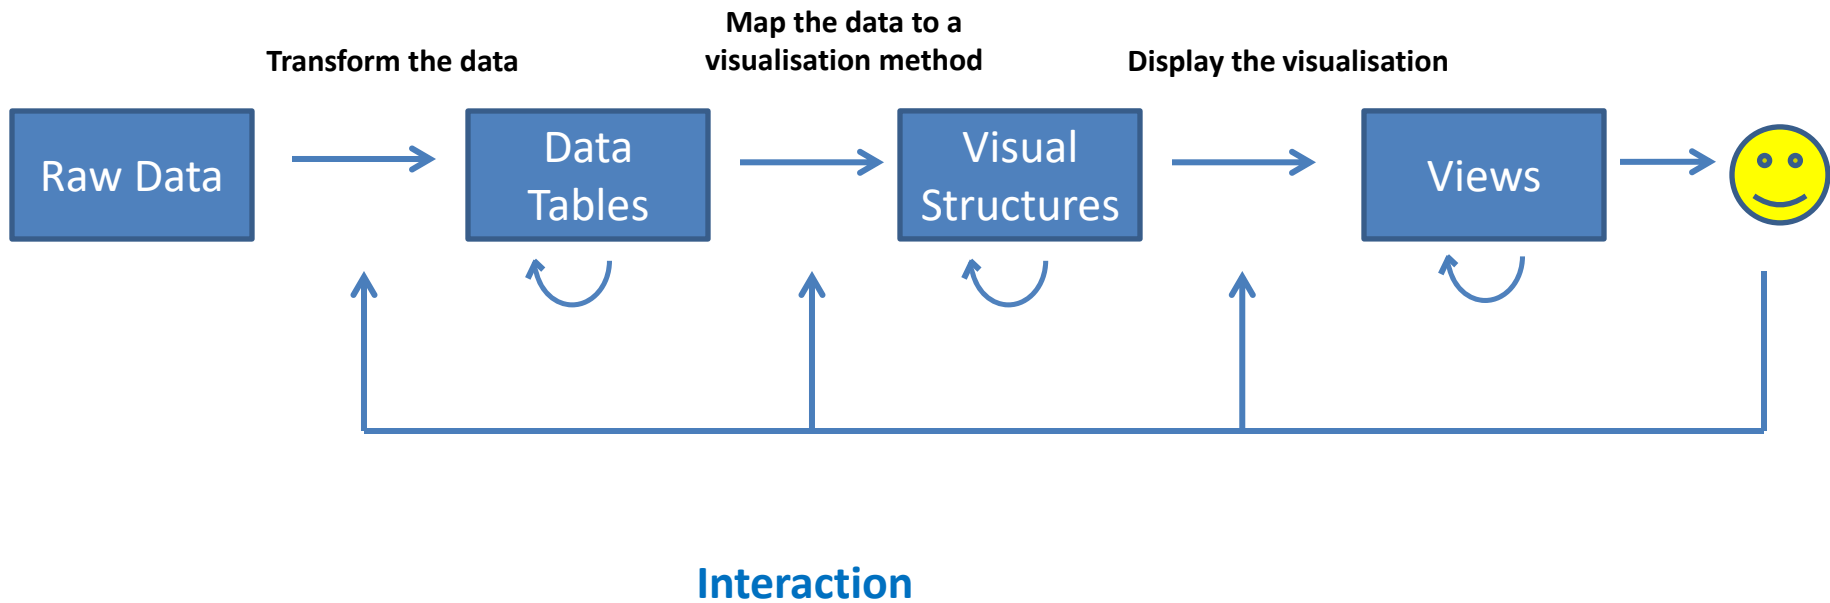 Transform the data
Map the data to a
visualisation method
Display the visualisation
Raw Data
Data
Tables
Visual
Structures
Views
Interaction